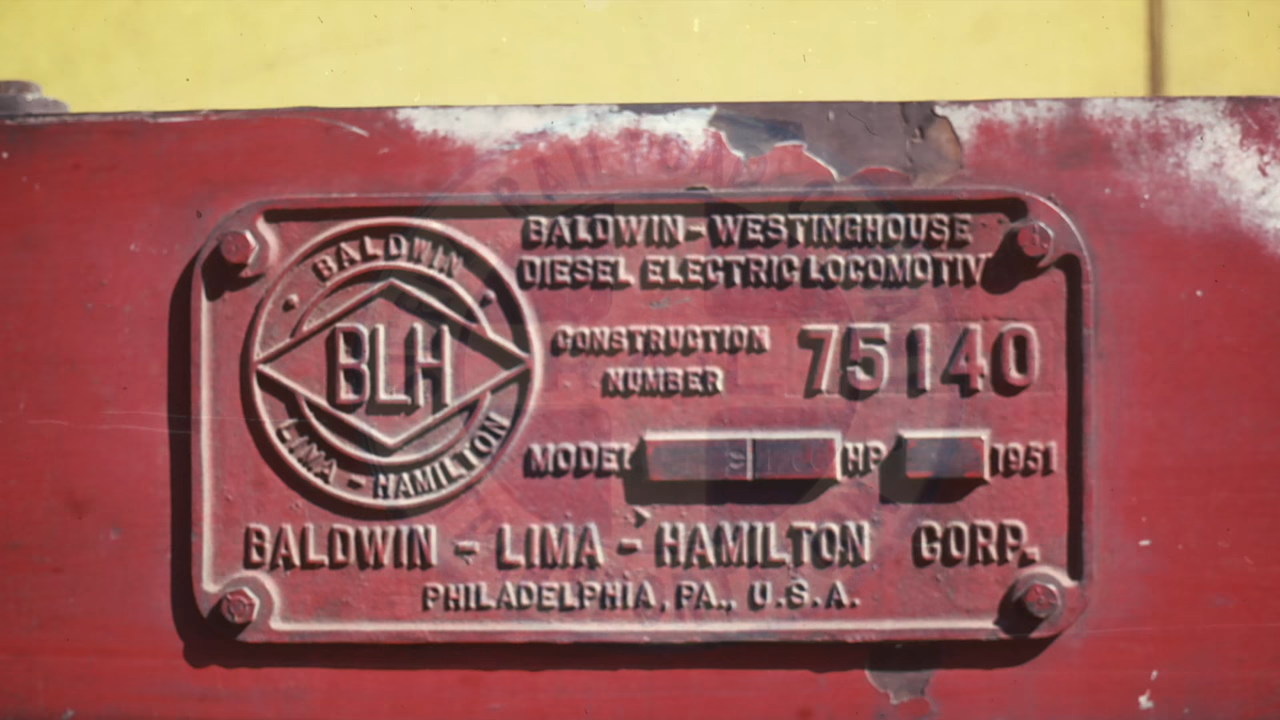 BALDWIN
BLH
LIMA - HAMILTON
BALDWIN - WESTINGHOUSE
DIESEL ELECTRIC LOCOMOTIV
CONSTRUCTION
NUMBER
75140
MODEL
HP
1951
BALDWIN - LIMA - HAMILTON CORP.
PHILADELPHIA, PA., U.S.A.